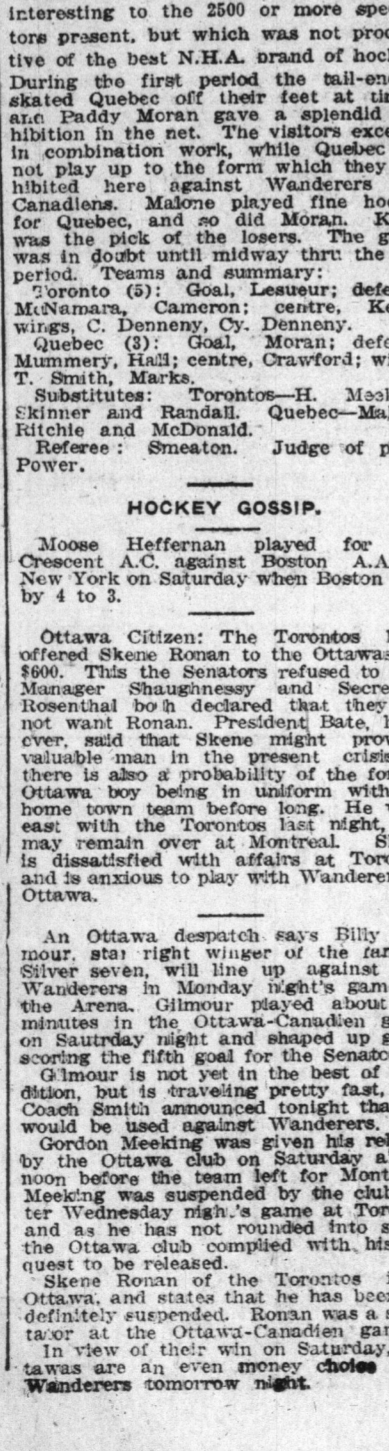 interesting to the 2500 or more spe
tors present, but which was not prod
tive of the best N.H.A. brand of hoc
During the first period the tail-en
skated Quebec off their feet at ti
and Paddy Moran gave a splendid
hibition in the net. The visitors exce
in combination work, while Quebec
not play up to the form which they
hibited here against Wanderers
Canadiens. Malone played fine ho
for Quebec, and so did Moran. K
was the pick of the losers. The g
was in doubt until midway thru the
period. Teams and summary:
Toronto (5): Goal, Lesueur; defe
McNamara, Cameron; centre, Ke
wings, C. Denneny, Cy. Denneny.
Quebec (3): Goal, Moran; defe
Mummery, Hall; centre, Crawford; wi
T. Smith, Marks.
Substitutes: Torontos—H. Meek
Skinner and Randall. Quebec—Ma
Ritchie and McDonald.
Referee: Smeaton. Judge of p
Power.
HOCKEY GOSSIP.
Moose Heffernan played for
Crescent A.C. against Boston A.A
New York on Saturday when Boston
by 4 to 3.
Ottawa Citizen: The Torontos
offered Skene Ronan to the Ottawas
$600. This the Senators refused to
Manager Shaughnessy and Secre
Rosenthal both declared that they
not want Ronan. President Bate, h
ever, said that Skene might prov
valuable man in the present crisis
there is also a probability of the fo
Ottawa boy being in uniform with
home town team before long. He
east with the Torontos last night,
may remain over at Montreal. S
is dissatisfied with affairs at Toro
and is anxious to play with Wanderer
Ottawa.
An Ottawa despatch says Billy
mour, star right winger of the fam
Silver seven, will line up against
Wanderers in Monday night's gam
the Arena. Gilmour played about
minutes in the Ottawa-Canadien g
on Sautrday night and shaped up g
scoring the fifth goal for the Senato
Gilmour is not yet in the best of
dition, but is traveling pretty fast,
Coach Smith announced tonight tha
would be used against Wanderers.
Gordon Meeking was given his rel
by the Ottawa club on Saturday a
noon before the team left for Mont
Meeking was suspended by the club
ter Wednesday nigh.'s game at Tor
and as he has not rounded into s
the Ottawa club complied with his
quest to be released.
Skene Ronan of the Torontos
Ottawa, and states that he has bee
definitely suspended. Ronan was a s
tator at the Ottawa-Canadien gam
In view of their win on Saturday,
tawas are an even money choice
Wanderers tomorrow night.